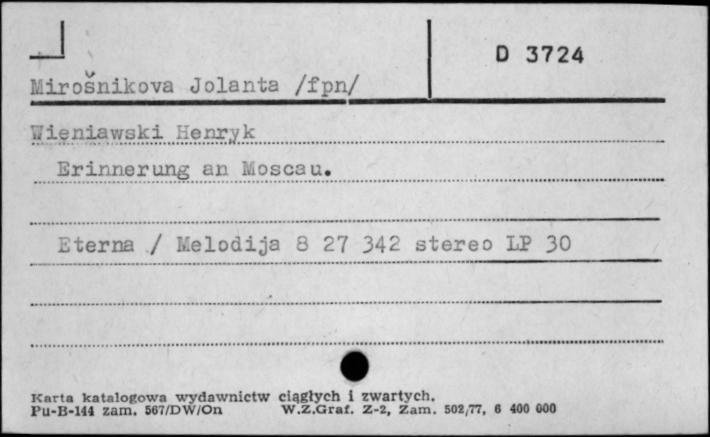 D 3724
Mirošnikova Jolanta /fpn/
Wieniawski Henryk
Erinnerung an Moscau.
Eterna / Melodija 8 27 342 stereo LP 30
Karta katalogowa wydawnictw ciągłych i zwartych.
Pu-B-144 zam. 567/DW/On W.Z.Graf. Z-2, Zam. 502/77, 6 400 000